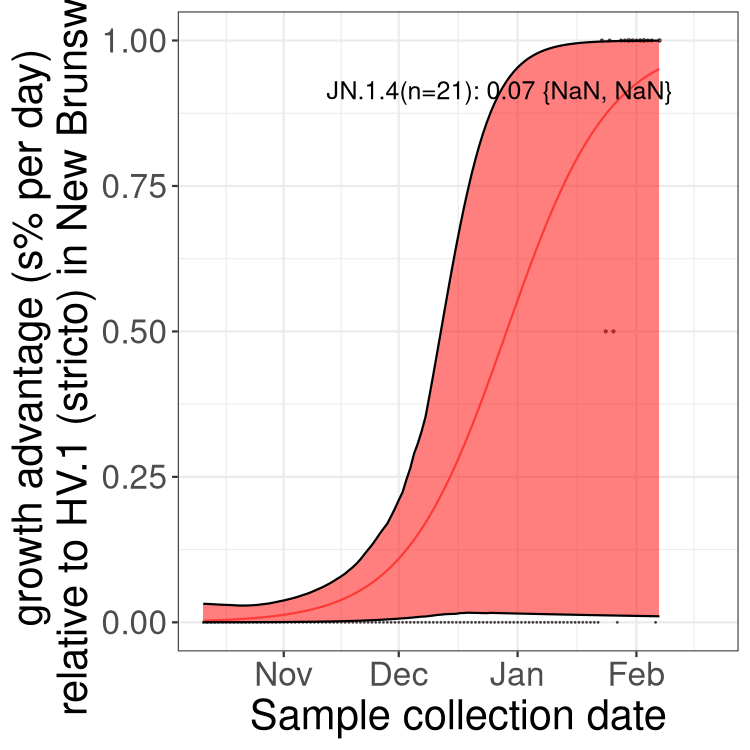 growth advantage (s% per day)
relative to HV.1 (stricto) in New Brunsw
1.00
0.75
0.50
0.25
0.00
JN.1.4(n=21): 0.07 {NaN, NaN}
Nov Dec Jan Feb
Sample collection date